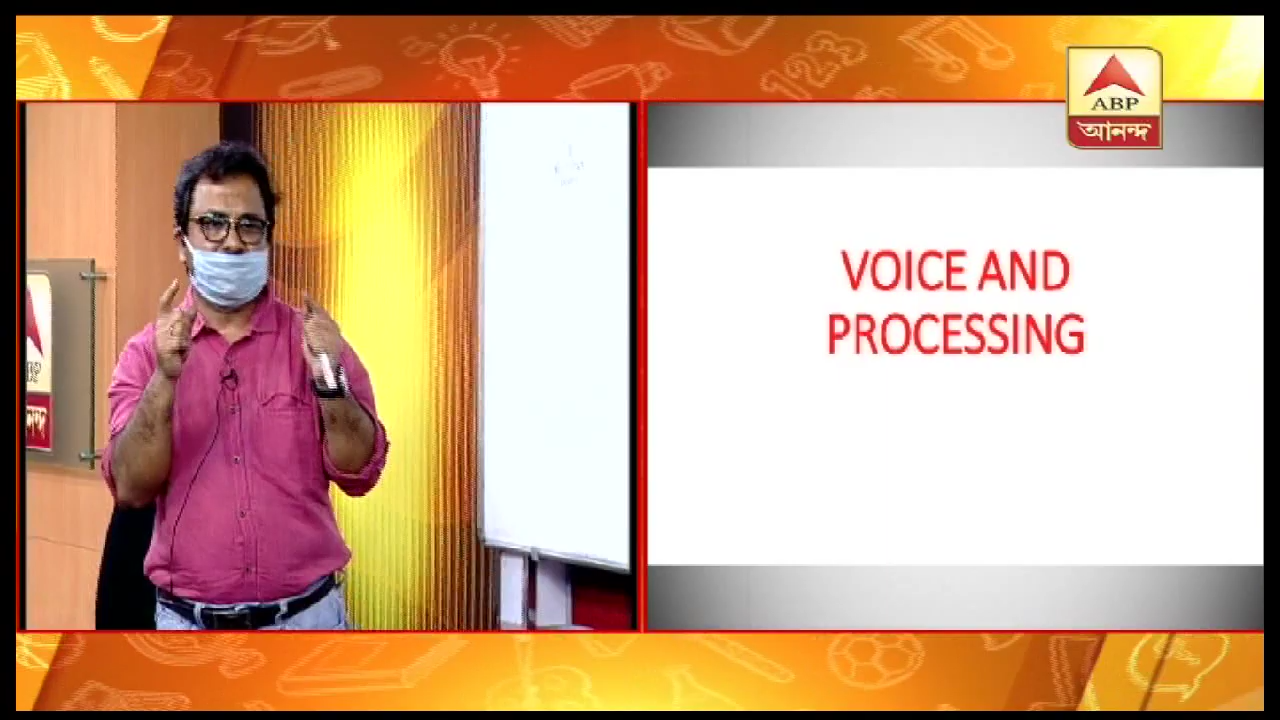 ABP
আনন্দ
VOICE AND
PROCESSING